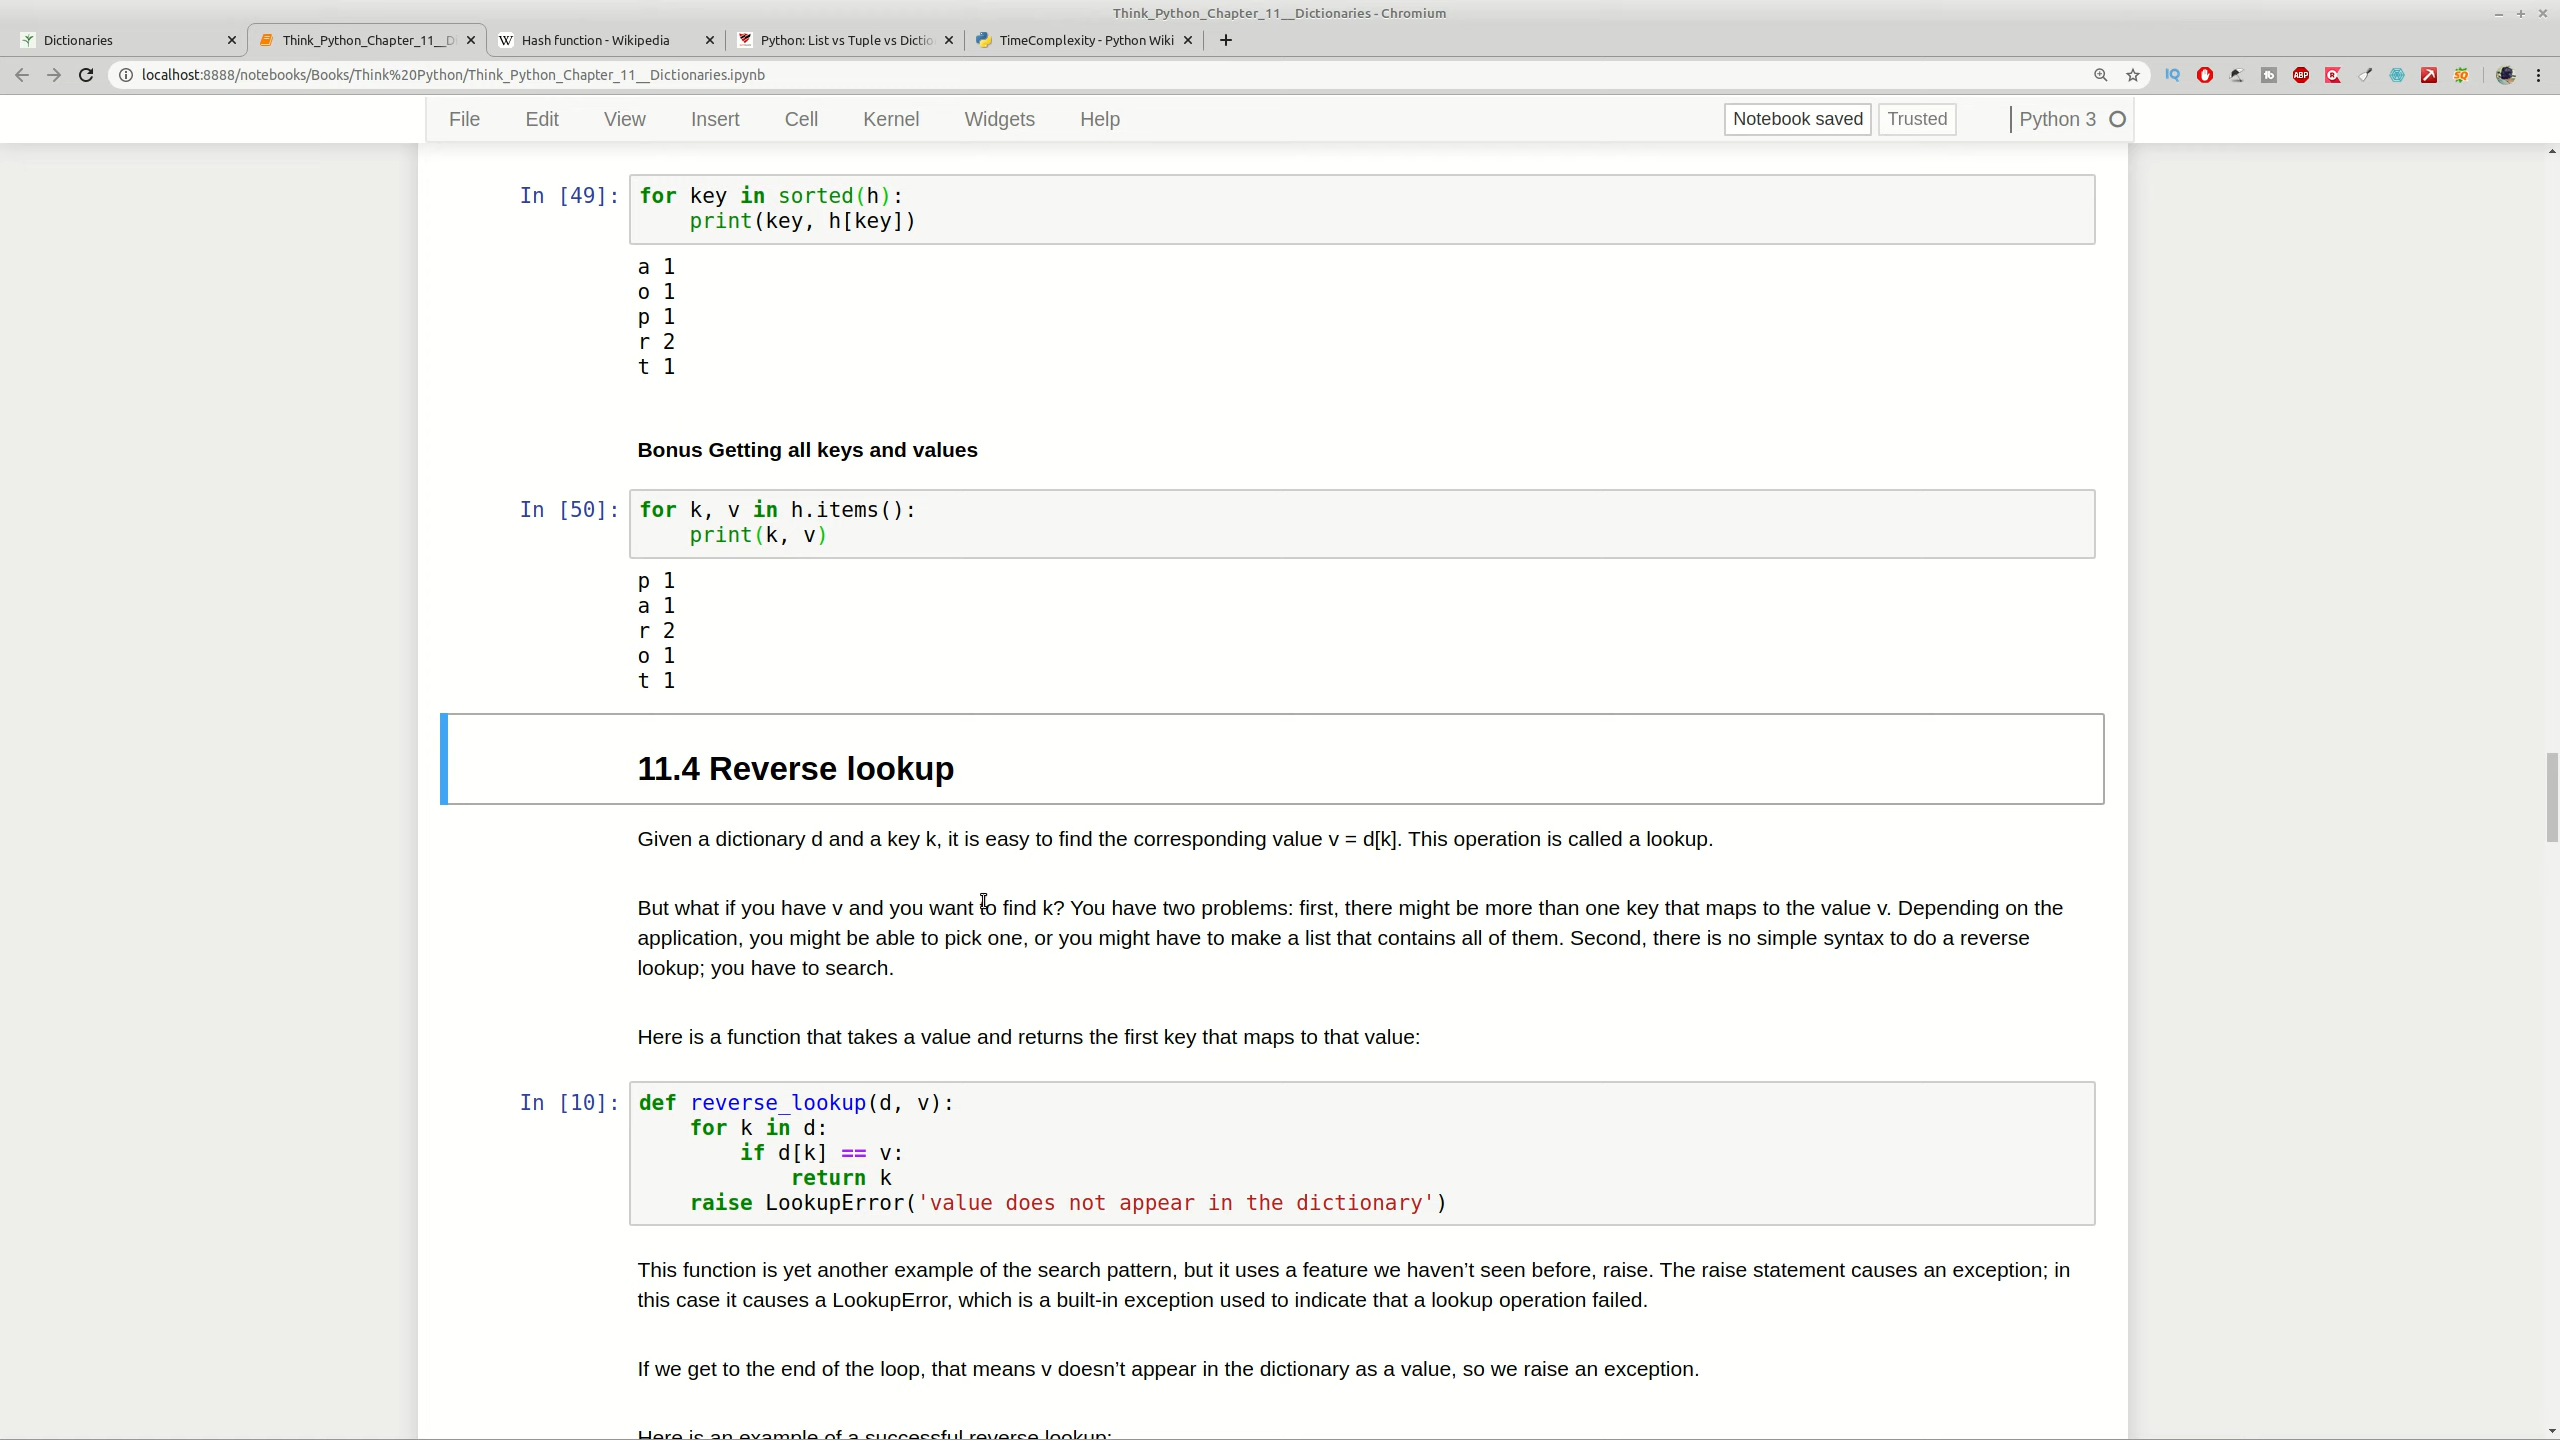 Think_Python_Chapter_11__Dictionaries - Chromium
Dictionaries
Think_Python_Chapter_11__D
Hash function - Wikipedia
Python: List vs Tuple vs Dictio
TimeComplexity - Python Wiki
localhost:8888/notebooks/Books/Think%20Python/Think_Python_Chapter_11__Dictionaries.ipynb
File Edit View Insert Cell Kernel Widgets Help Notebook saved Trusted Python 3
In [49]: for key in sorted(h):
print(key, h[key])
a 1
o 1
p 1
r 2
t 1
Bonus Getting all keys and values
In [50]: for k, v in h.items():
print(k, v)
p 1
a 1
r 2
o 1
t 1
11.4 Reverse lookup
Given a dictionary d and a key k, it is easy to find the corresponding value v = d[k]. This operation is called a lookup.
But what if you have v and you want to find k? You have two problems: first, there might be more than one key that maps to the value v. Depending on the
application, you might be able to pick one, or you might have to make a list that contains all of them. Second, there is no simple syntax to do a reverse
lookup; you have to search.
Here is a function that takes a value and returns the first key that maps to that value:
In [10]: def reverse_lookup(d, v):
for k in d:
if d[k] == v:
return k
raise LookupError('value does not appear in the dictionary')
This function is yet another example of the search pattern, but it uses a feature we haven’t seen before, raise. The raise statement causes an exception; in
this case it causes a LookupError, which is a built-in exception used to indicate that a lookup operation failed.
If we get to the end of the loop, that means v doesn’t appear in the dictionary as a value, so we raise an exception.
Here is an example of a successful reverse lookup: